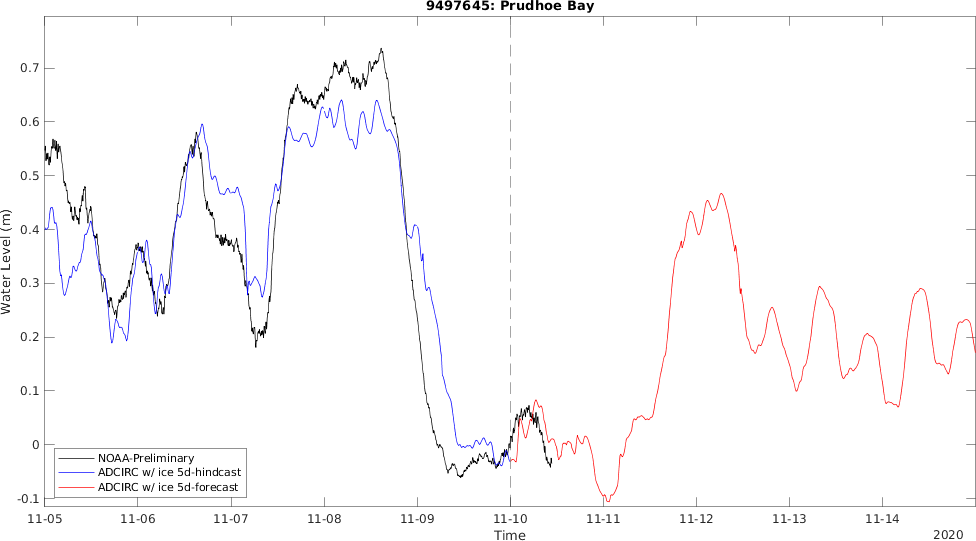 9497645: Prudhoe Bay
Water Level (m)
0.7
0.6
0.5
0.4
0.3
0.2
0.1
0
-0.1
NOAA-Preliminary
ADCIRC w/ ice 5d-hindcast
ADCIRC w/ ice 5d-forecast
11-05 11-06 11-07 11-08 11-09 11-10 11-11 11-12 11-13 11-14
Time
2020